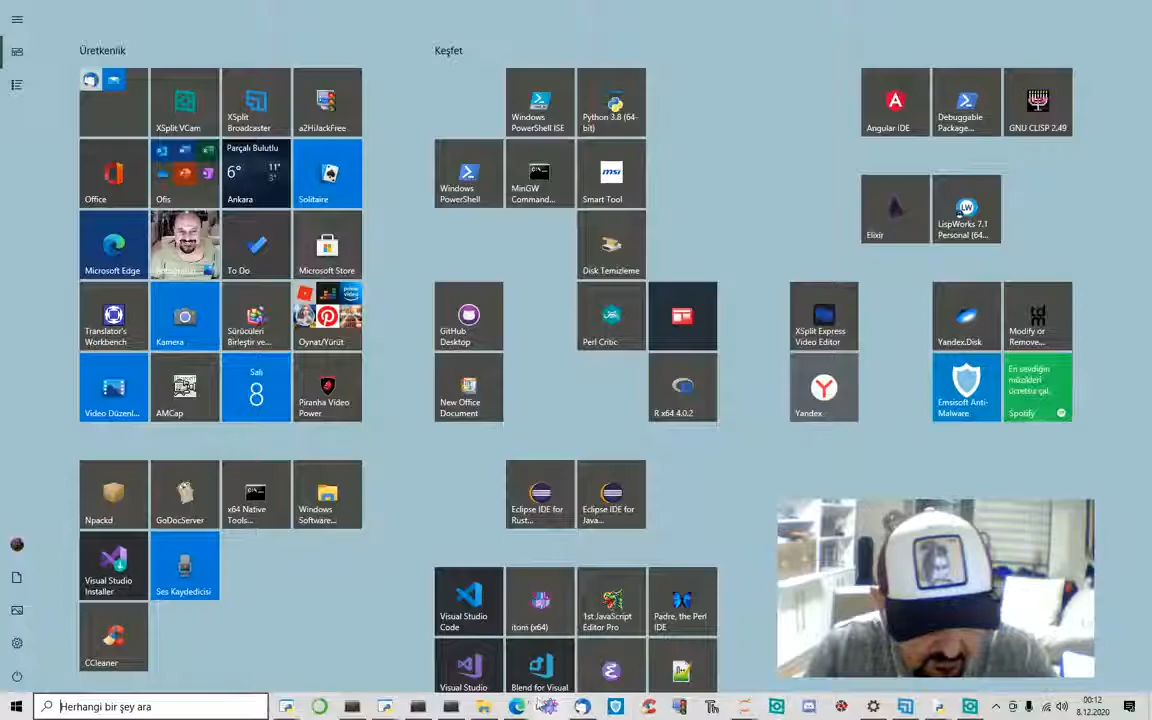 Üretkenlik
Keşfet
XSplit VCam
XSplit
Broadcaster
a2HiJackFree
Windows
PowerShell ISE
Python 3.8 (64-
bit)
Angular IDE
Debuggable
Package...
GNU CLISP 2.49
Office
Ofis
Parçalı Bulutlu
6°
11°
3°
Ankara
Solitaire
Windows
PowerShell
MinGW
Command...
msi
Smart Tool
Elixir
LW
LispWorks 7.1
Personal (64...
Microsoft Edge
To Do
Microsoft Store
Disk Temizleme
Translator's
Workbench
Kamera
Sürücüleri
Birleştir ve...
Oynat/Yürüt
GitHub
Desktop
Perl Critic
XSplit Express
Video Editor
Yandex.Disk
tdm
Modify or
Remove...
Video Düzenl...
AMCap
Salı
8
Piranha Video
Power
New Office
Document
R x64 4.0.2
Yandex
Emsisoft Anti-
Malware
En sevdiğin
müzikleri
ücretsiz çal.
Spotify
Npackd
GoDocServer
x64 Native
Tools...
Windows
Software...
Eclipse IDE for
Rust...
Eclipse IDE for
Java...
Visual Studio
Installer
Ses Kaydedicisi
Visual Studio
Code
itom (x64)
1st JavaScript
Editor Pro
Padre, the Perl
IDE
CCleaner
Visual Studio
Blend for Visual
Herhangi bir şey ara
00:12
8.12.2020